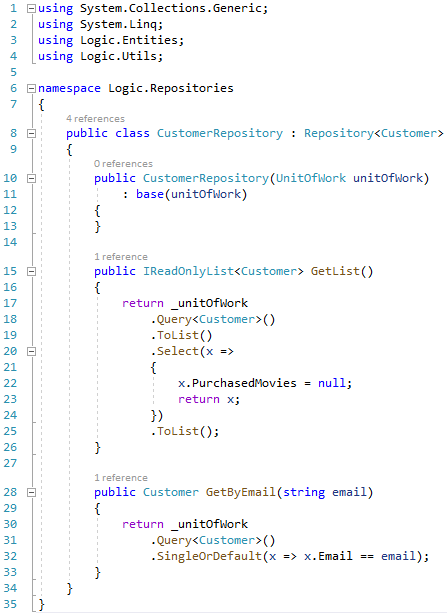 1 using System.Collections.Generic;
2 using System.Linq;
3 using Logic.Entities;
4 using Logic.Utils;
5
6 namespace Logic.Repositories
7 {
4 references
8 public class CustomerRepository : Repository<Customer>
9 {
0 references
10 public CustomerRepository(UnitOfWork unitOfWork)
11 : base(unitOfWork)
12 {
13 }
14
1 reference
15 public IReadOnlyList<Customer> GetList()
16 {
17 return _unitOfWork
18 .Query<Customer>()
19 .ToList()
20 .Select(x =>
21 {
22 x.PurchasedMovies = null;
23 return x;
24 })
25 .ToList();
26 }
27
1 reference
28 public Customer GetByEmail(string email)
29 {
30 return _unitOfWork
31 .Query<Customer>()
32 .SingleOrDefault(x => x.Email == email);
33 }
34 }
35 }